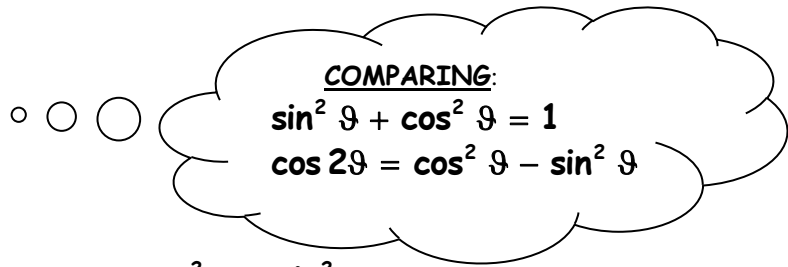 COMPARING:
sin² ϑ + cos² ϑ = 1
cos 2ϑ = cos² ϑ − sin² ϑ